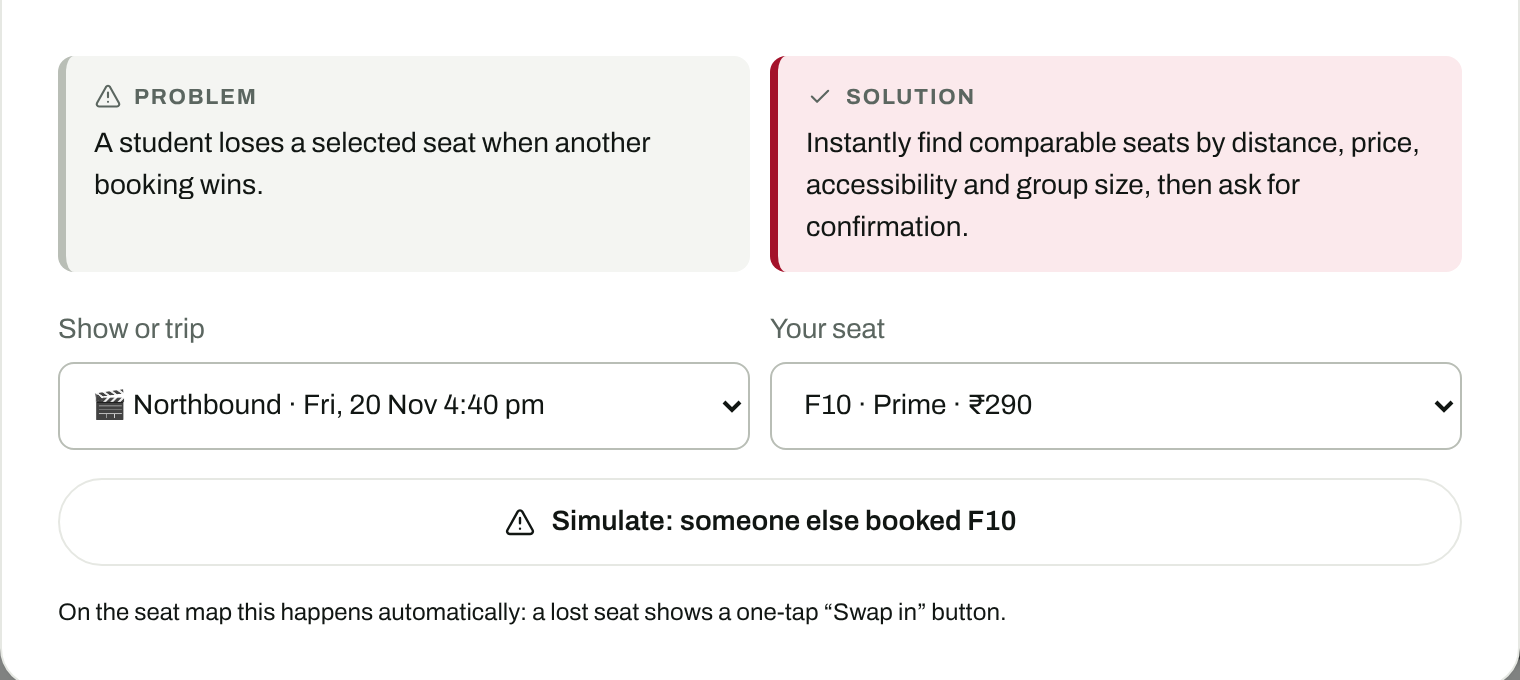 PROBLEM
A student loses a selected seat when another
booking wins.
SOLUTION
Instantly find comparable seats by distance, price,
accessibility and group size, then ask for
confirmation.
Show or trip
🎬 Northbound · Fri, 20 Nov 4:40 pm
Your seat
F10 · Prime · ₹290
Simulate: someone else booked F10
On the seat map this happens automatically: a lost seat shows a one-tap “Swap in” button.